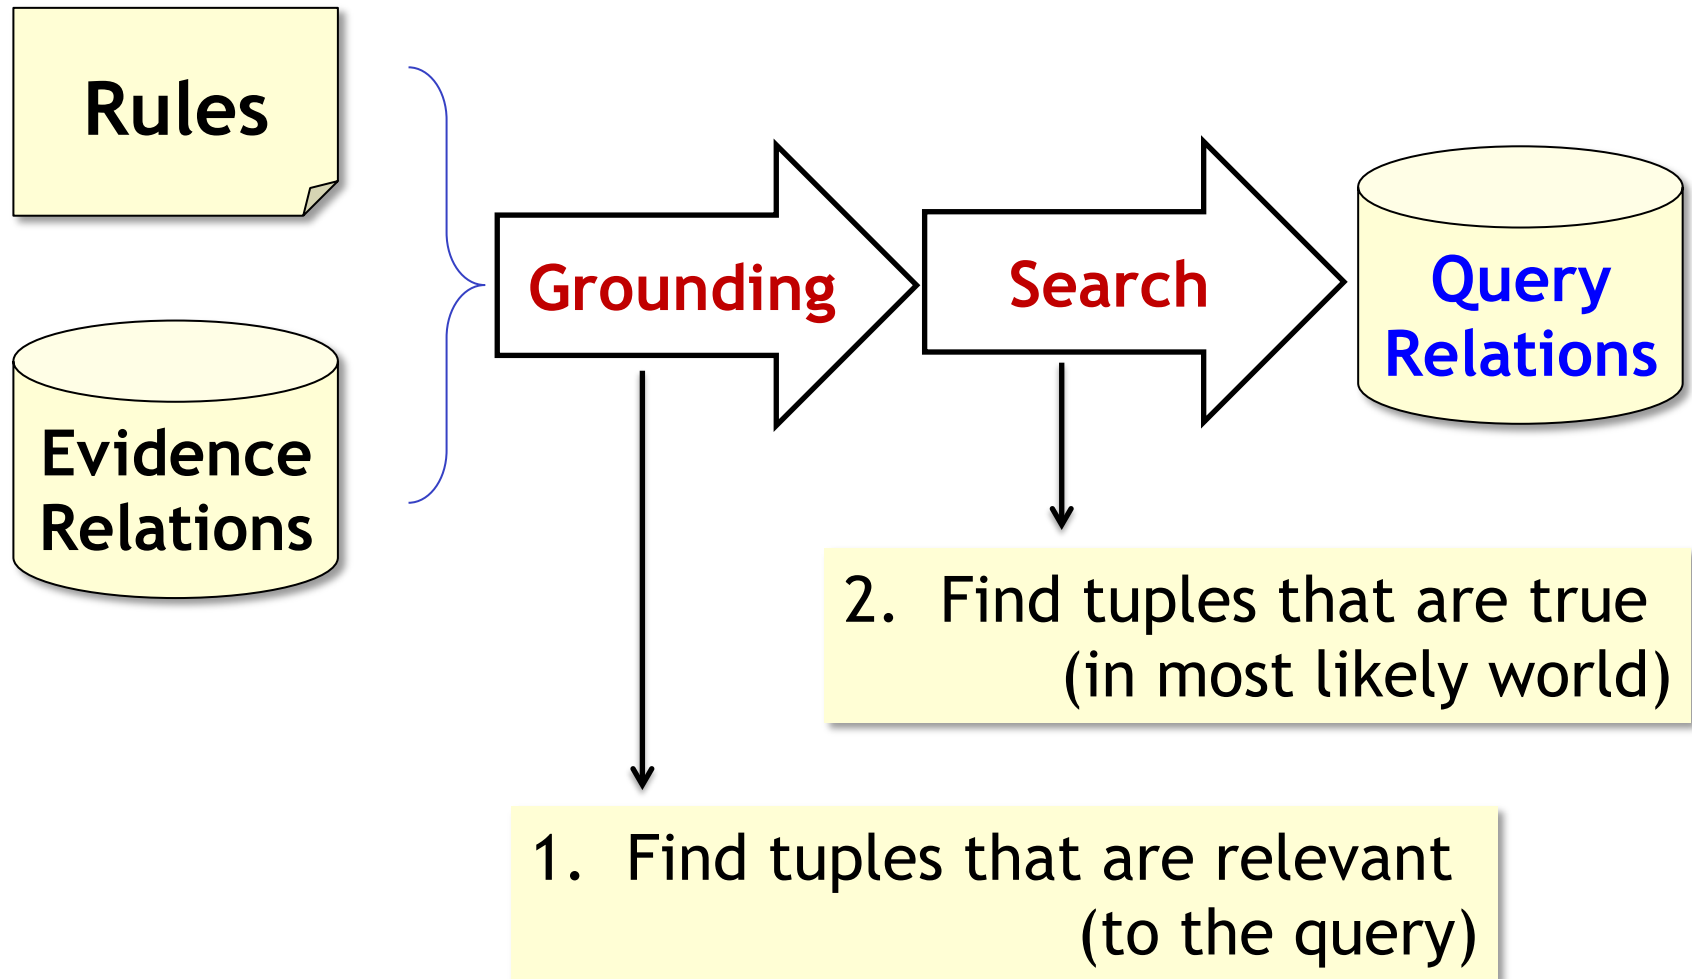 Rules
Evidence
Relations
Grounding
Search
Query
Relations
2. Find tuples that are true
(in most likely world)
1. Find tuples that are relevant
(to the query)